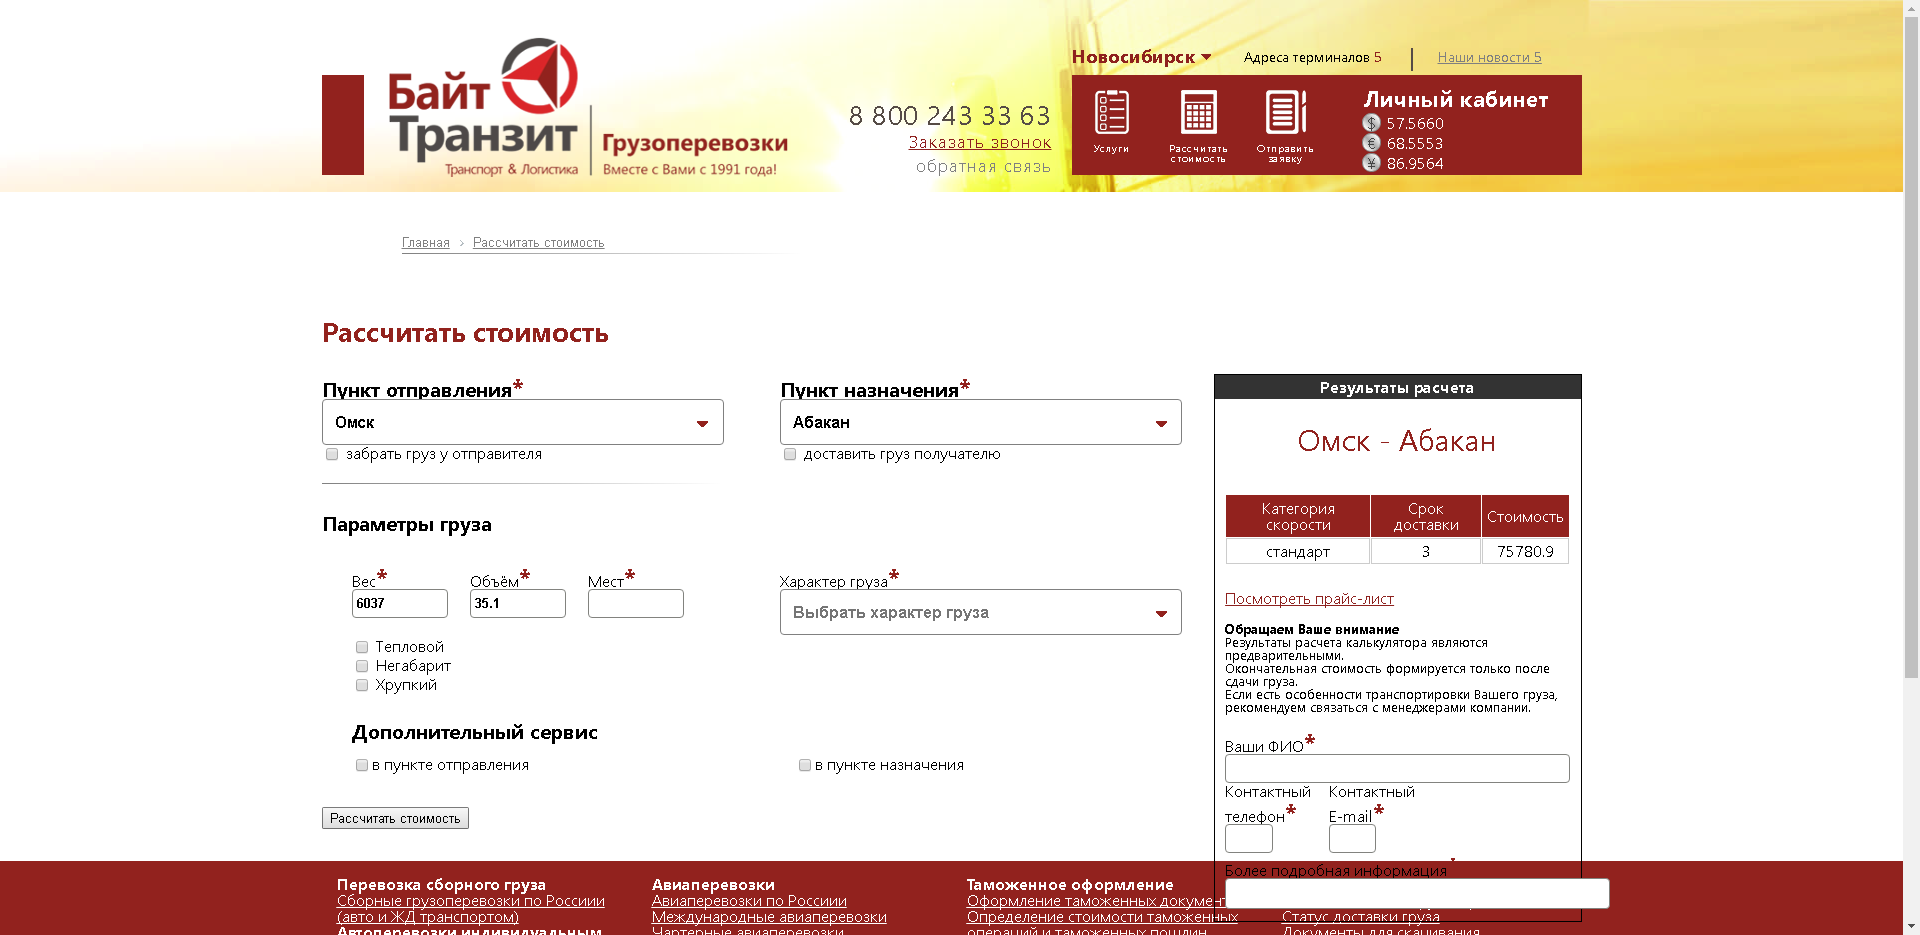 Байт
Транзит
Транспорт & Логистика
Грузоперевозки
Вместе с Вами с 1991 года!
8 800 243 33 63
Заказать звонок
обратная связь
Новосибирск
Адреса терминалов 5
Наши новости 5
Услуги
Рассчитать
стоимость
Отправить
заявку
Личный кабинет
$ 57.5660
€ 68.5553
¥ 86.9564
Главная > Рассчитать стоимость
Рассчитать стоимость
Пункт отправления*
Омск
забрать груз у отправителя
Пункт назначения*
Абакан
доставить груз получателю
Параметры груза
Вес* Объём* Мест*
6037 35.1
Характер груза*
Выбрать характер груза
Тепловой
Негабарит
Хрупкий
Дополнительный сервис
в пункте отправления
в пункте назначения
Рассчитать стоимость
Результаты расчета
Омск - Абакан
Категория скорости Срок доставки Стоимость
стандарт 3 75780.9
Посмотреть прайс-лист
Обращаем Ваше внимание
Результаты расчета калькулятора являются
предварительными.
Окончательная стоимость формируется только после
сдачи груза.
Если есть особенности транспортировки Вашего груза,
рекомендуем связаться с менеджерами компании.
Ваши ФИО*
Контактный телефон*
Контактный E-mail*
Более подробная информация
Перевозка сборного груза
Сборные грузоперевозки по Росиии
(авто и ЖД транспортом)
Автоперевозки индивидуальным
Авиаперевозки
Авиаперевозки по Росиии
Международные авиаперевозки
Чартерные авиаперевозки
Таможенное оформление
Оформление таможенных документ
Определение стоимости таможенных
операций и таможенных пошлин
Статус доставки груза
Документы для скачивания